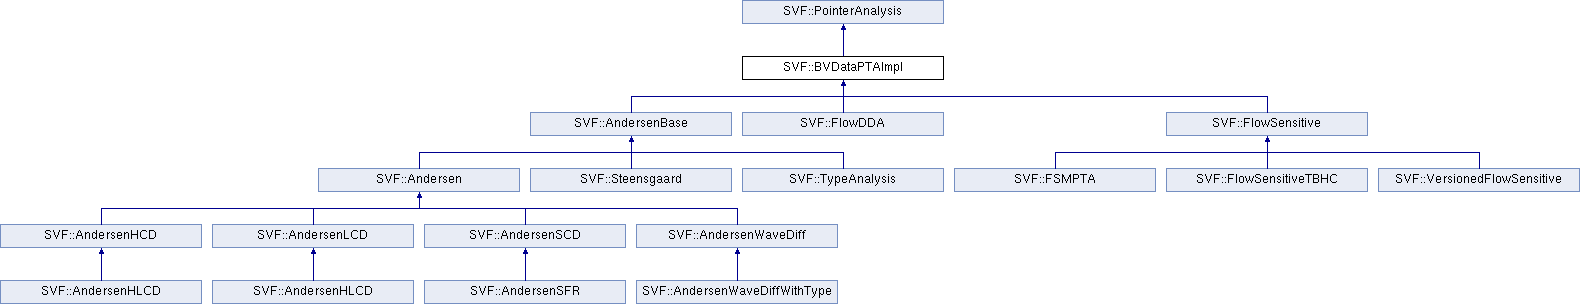 SVF::PointerAnalysis
SVF::BVDataPTAImpl
SVF::AndersenBase
SVF::FlowDDA
SVF::FlowSensitive
SVF::Andersen
SVF::Steensgaard
SVF::TypeAnalysis
SVF::FSMPTA
SVF::FlowSensitiveTBHC
SVF::VersionedFlowSensitive
SVF::AndersenHCD
SVF::AndersenLCD
SVF::AndersenSCD
SVF::AndersenWaveDiff
SVF::AndersenHLCD
SVF::AndersenHLCD
SVF::AndersenSFR
SVF::AndersenWaveDiffWithType